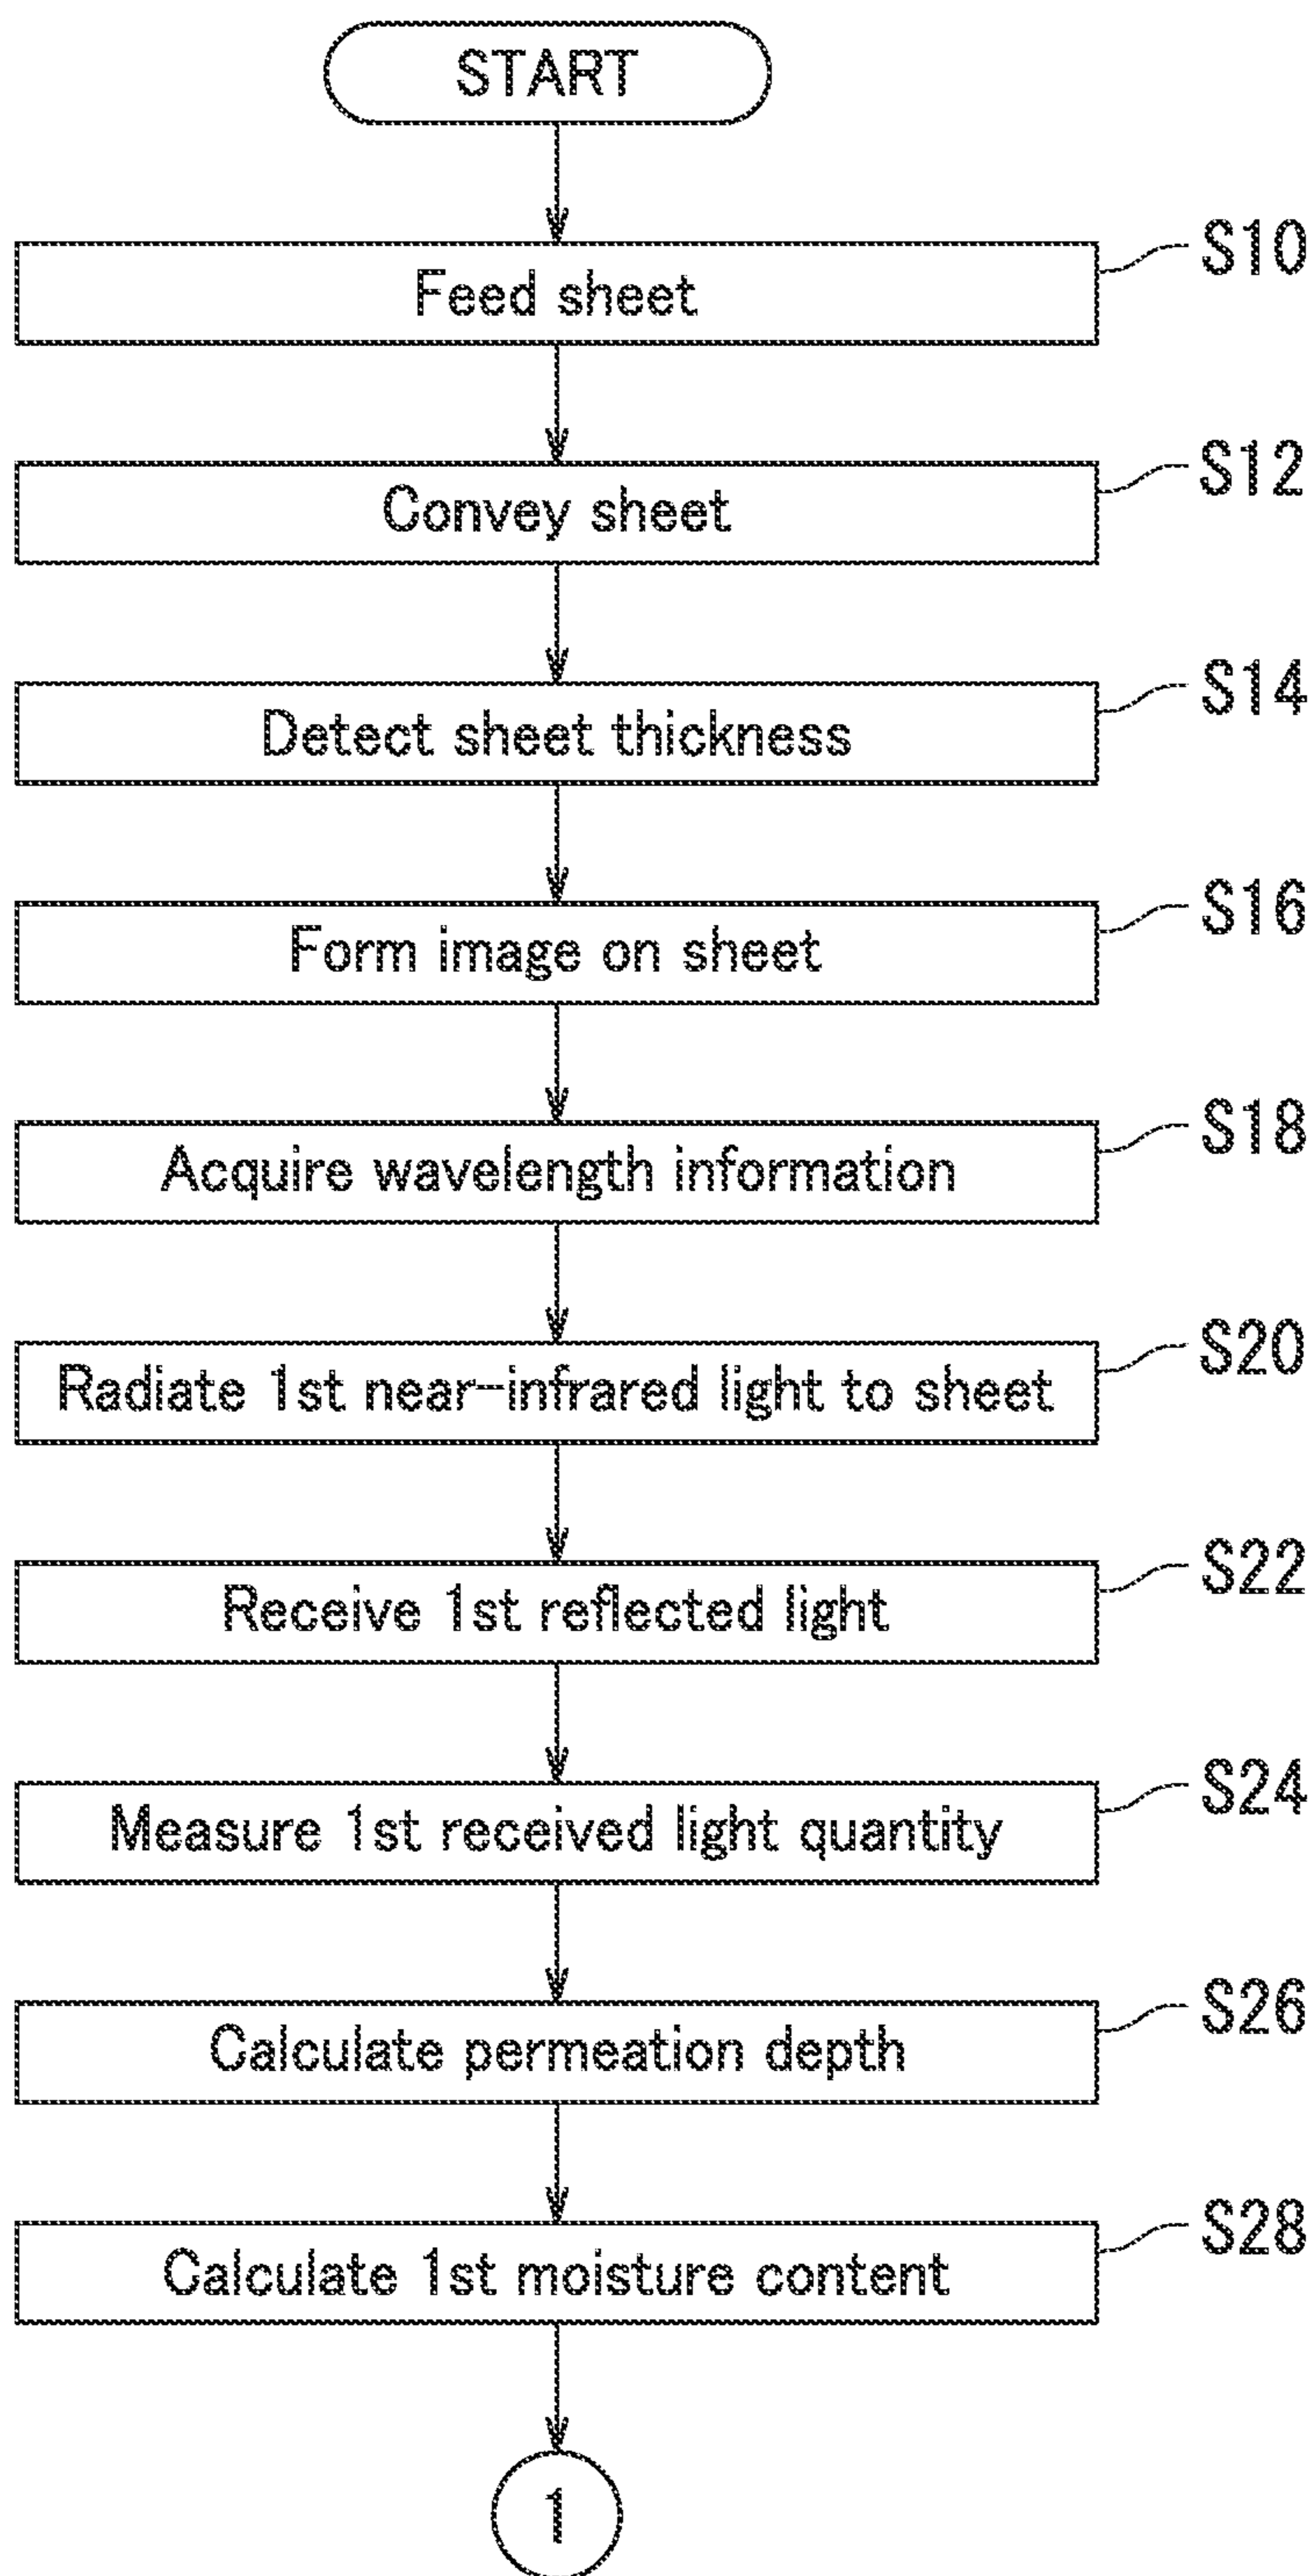 START
Feed sheet
S10
Convey sheet
S12
Detect sheet thickness
S14
Form image on sheet
S16
Acquire wavelength information
S18
Radiate 1st near-infrared light to sheet
S20
Receive 1st reflected light
S22
Measure 1st received light quantity
S24
Calculate permeation depth
S26
Calculate 1st moisture content
S28
1